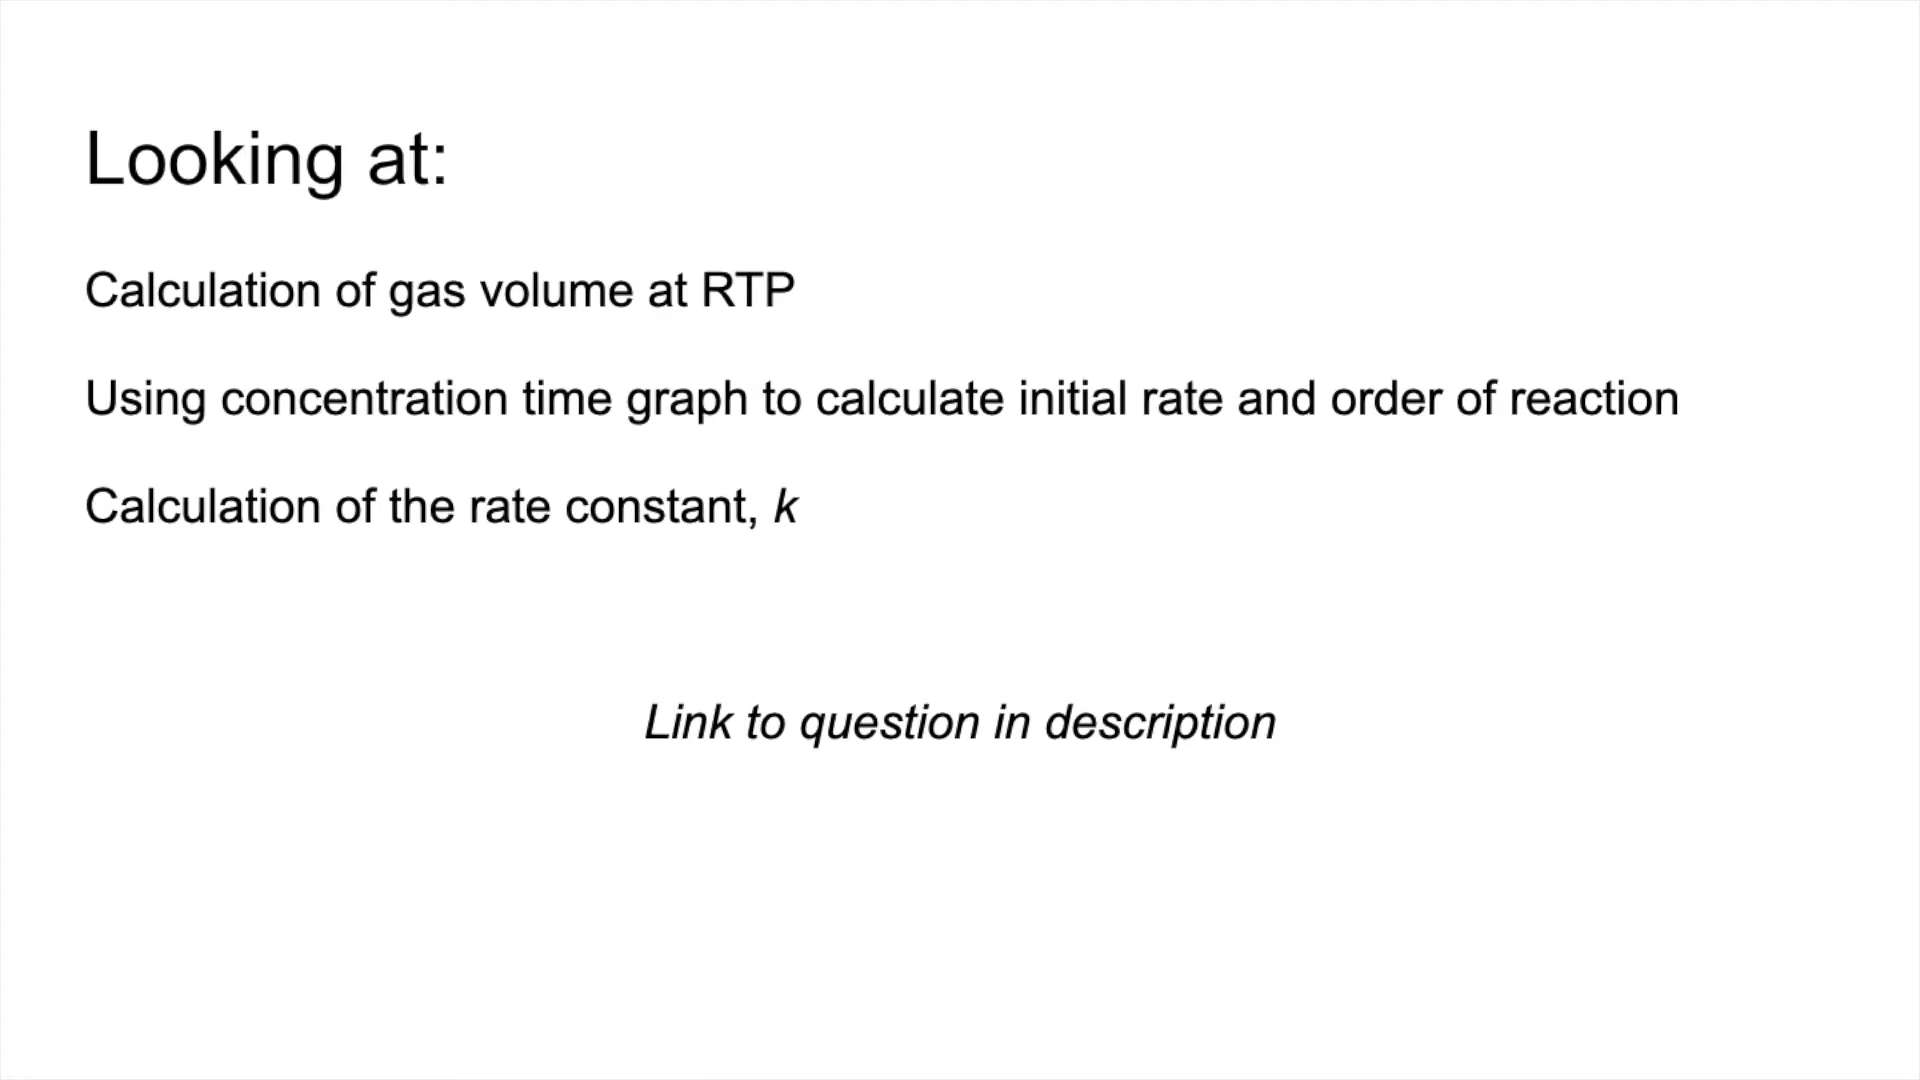 Looking at:
Calculation of gas volume at RTP
Using concentration time graph to calculate initial rate and order of reaction
Calculation of the rate constant, k
Link to question in description